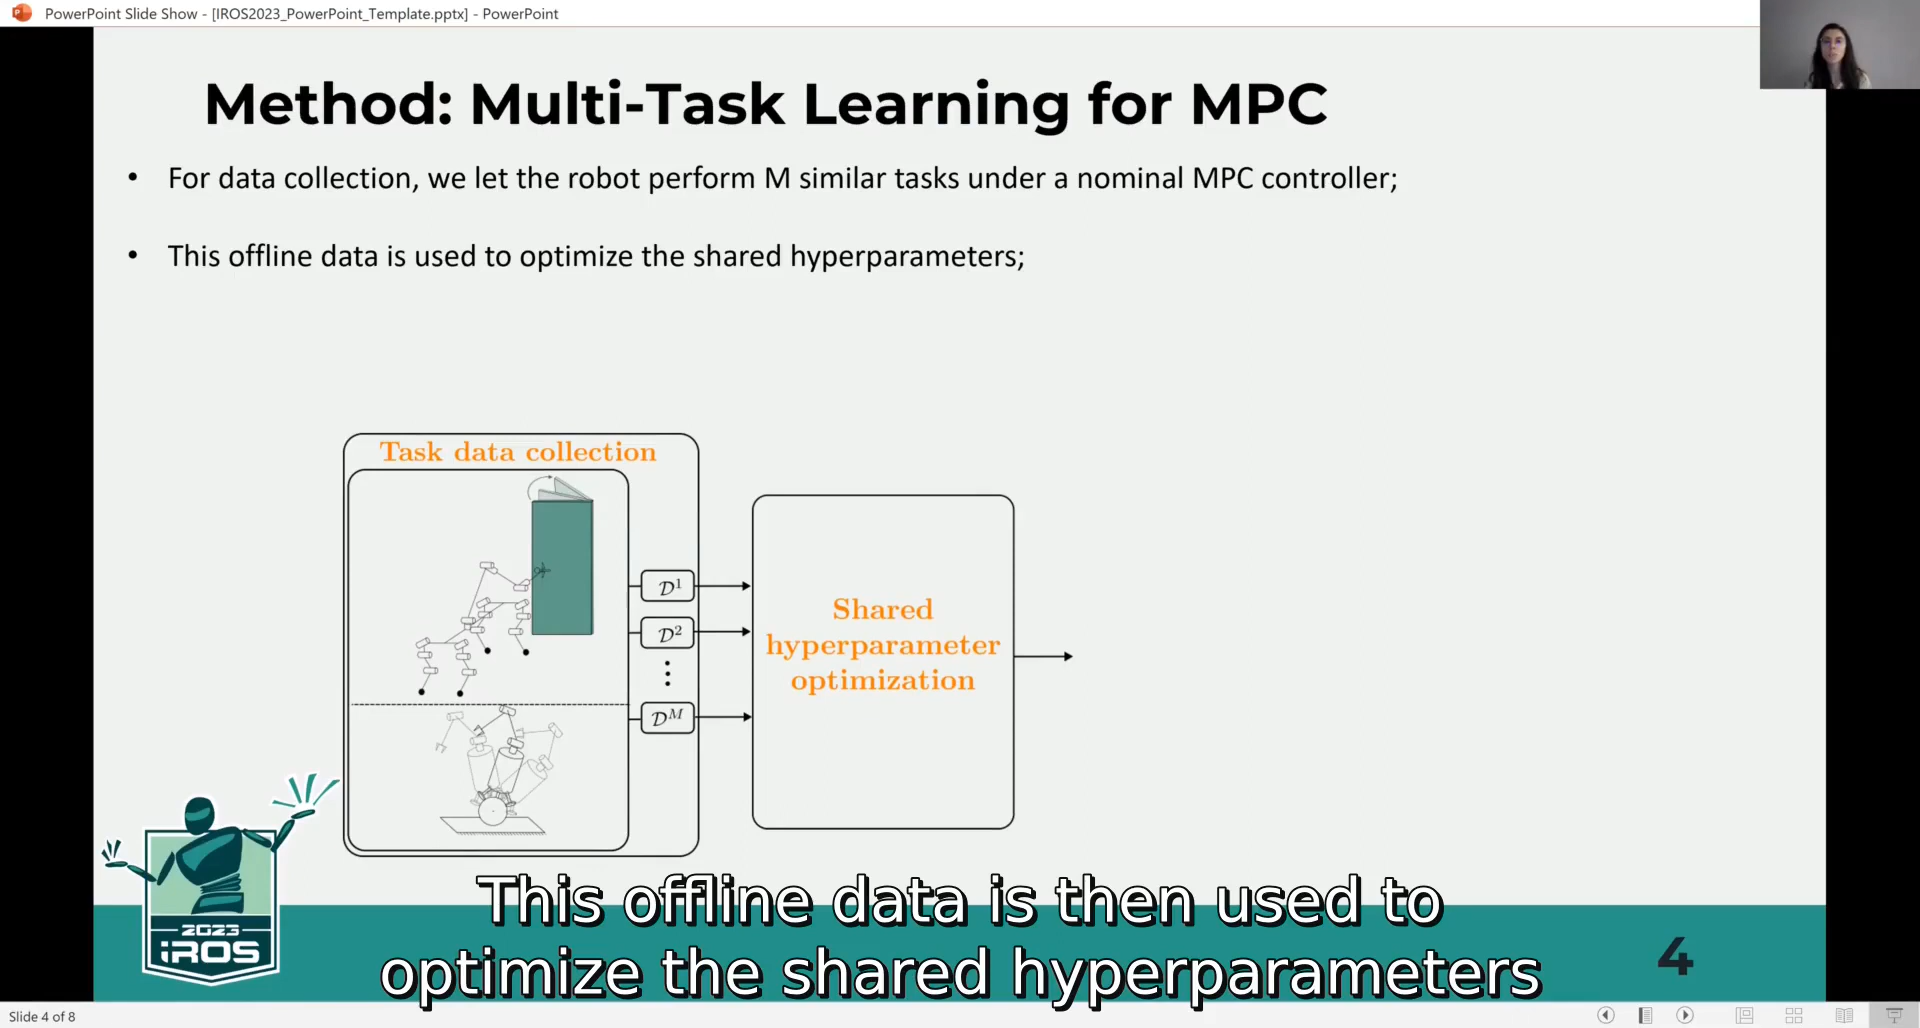 PowerPoint Slide Show - [IROS2023_PowerPoint_Template.pptx] - PowerPoint
Method: Multi-Task Learning for MPC
• For data collection, we let the robot perform M similar tasks under a nominal MPC controller;
• This offline data is used to optimize the shared hyperparameters;
Task data collection
𝒟¹
𝒟²
⋮
𝒟ᴹ
Shared
hyperparameter
optimization
2023
iROS
This offline data is then used to
optimize the shared hyperparameters
4
Slide 4 of 8